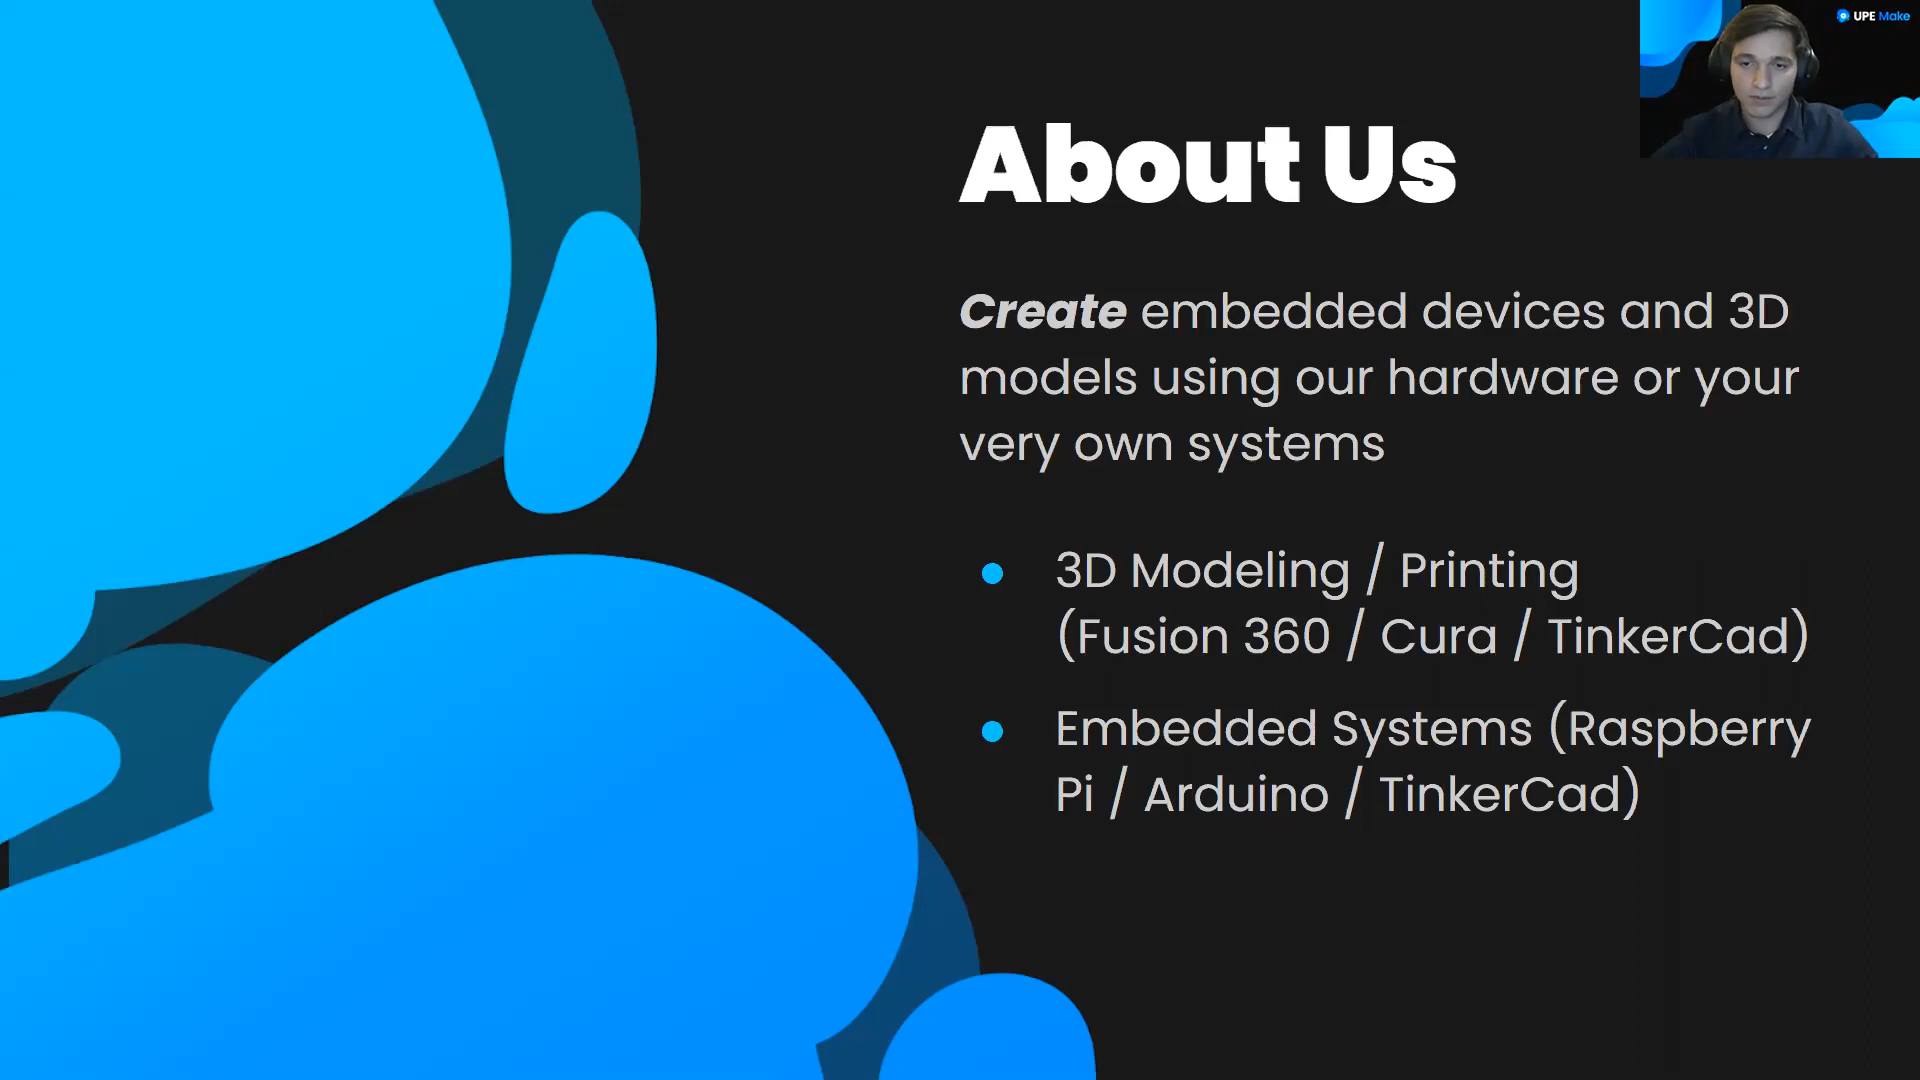 UPE Make
About Us
Create embedded devices and 3D
models using our hardware or your
very own systems
● 3D Modeling / Printing
(Fusion 360 / Cura / TinkerCad)
● Embedded Systems (Raspberry
Pi / Arduino / TinkerCad)